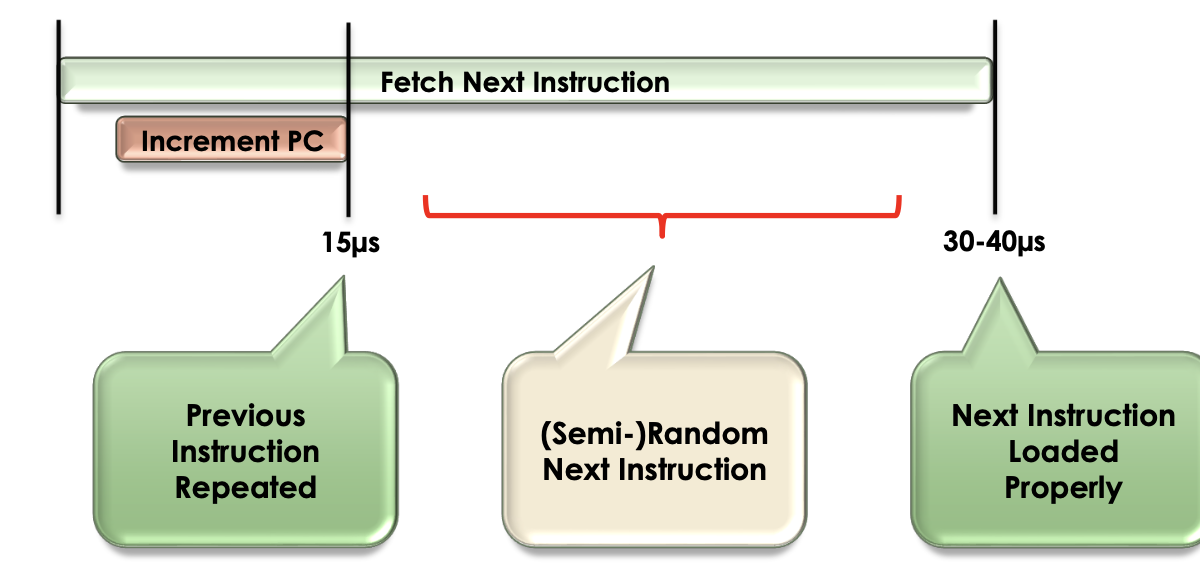 Fetch Next Instruction
Increment PC
15µs
30-40µs
Previous
Instruction
Repeated
(Semi-)Random
Next Instruction
Next Instruction
Loaded
Properly